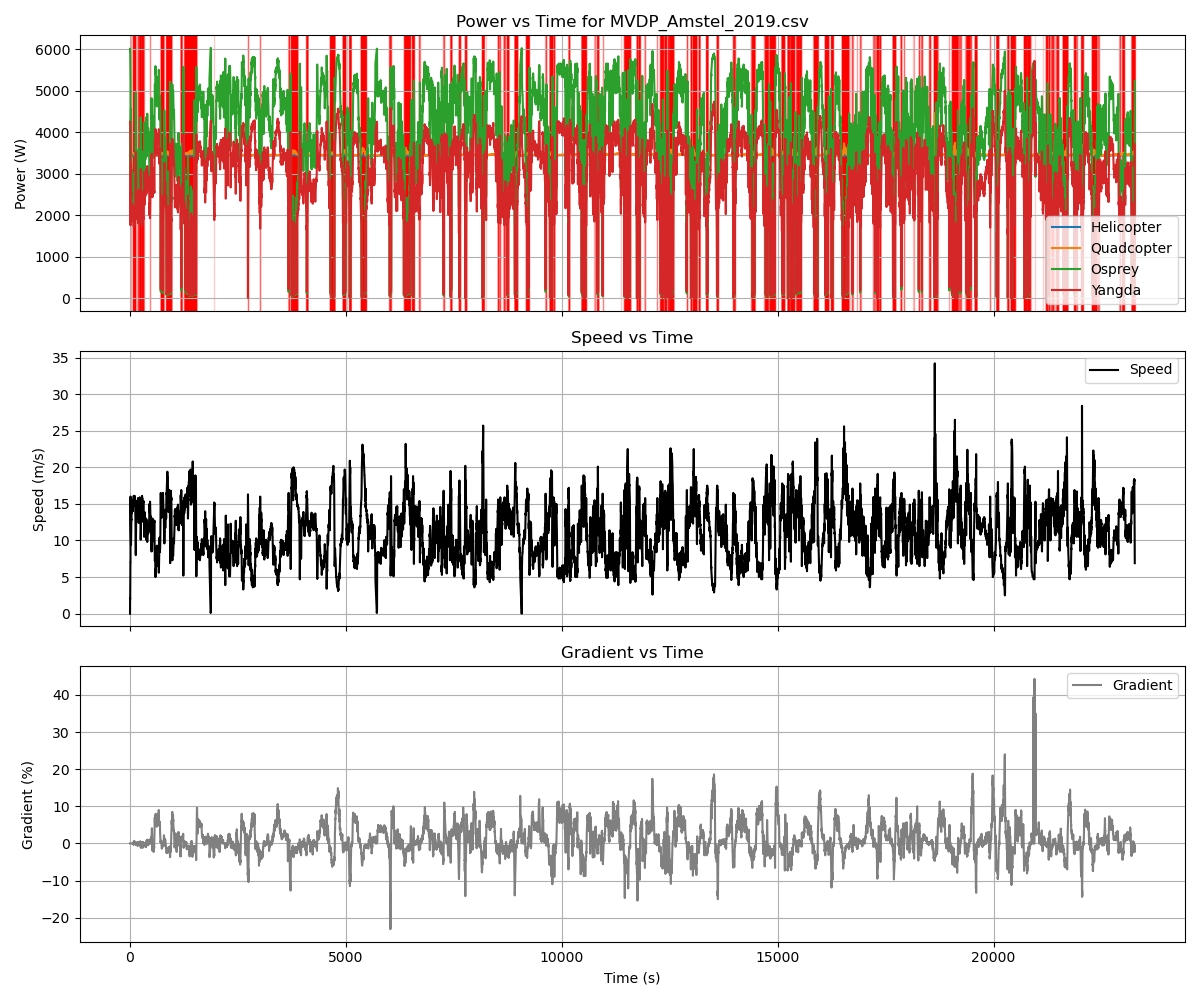 Power vs Time for MVDP_Amstel_2019.csv
6000
5000
4000
3000
2000
1000
0
Power (W)
Helicopter
Quadcopter
Osprey
Yangda
Speed vs Time
35
30
25
20
15
10
5
0
Speed (m/s)
Speed
Gradient vs Time
40
30
20
10
0
−10
−20
Gradient (%)
Gradient
0 5000 10000 15000 20000
Time (s)